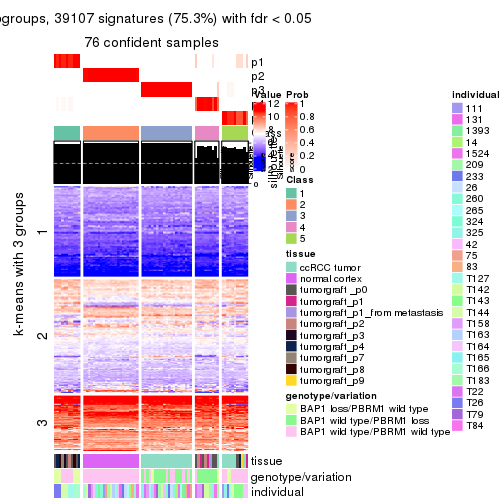 ogroups, 39107 signatures (75.3%) with fdr < 0.05
76 confident samples
p1
p2
p3
Value
12
10
8
6
4
2
0
Prob
1
0.8
0.6
0.4
0.2
0
Class
1
2
3
4
5
tissue
ccRCC tumor
normal cortex
tumorgraft_p0
tumorgraft_p1
tumorgraft_p1_from metastasis
tumorgraft_p2
tumorgraft_p3
tumorgraft_p4
tumorgraft_p7
tumorgraft_p8
tumorgraft_p9
genotype/variation
BAP1 loss/PBRM1 wild type
BAP1 wild type/PBRM1 loss
BAP1 wild type/PBRM1 wild type
individual
111
131
1393
14
1524
209
233
26
260
265
324
325
42
75
83
T127
T142
T143
T144
T158
T163
T164
T165
T166
T183
T22
T26
T79
T84
k-means with 3 groups
1
2
3
tissue
genotype/variation
individual